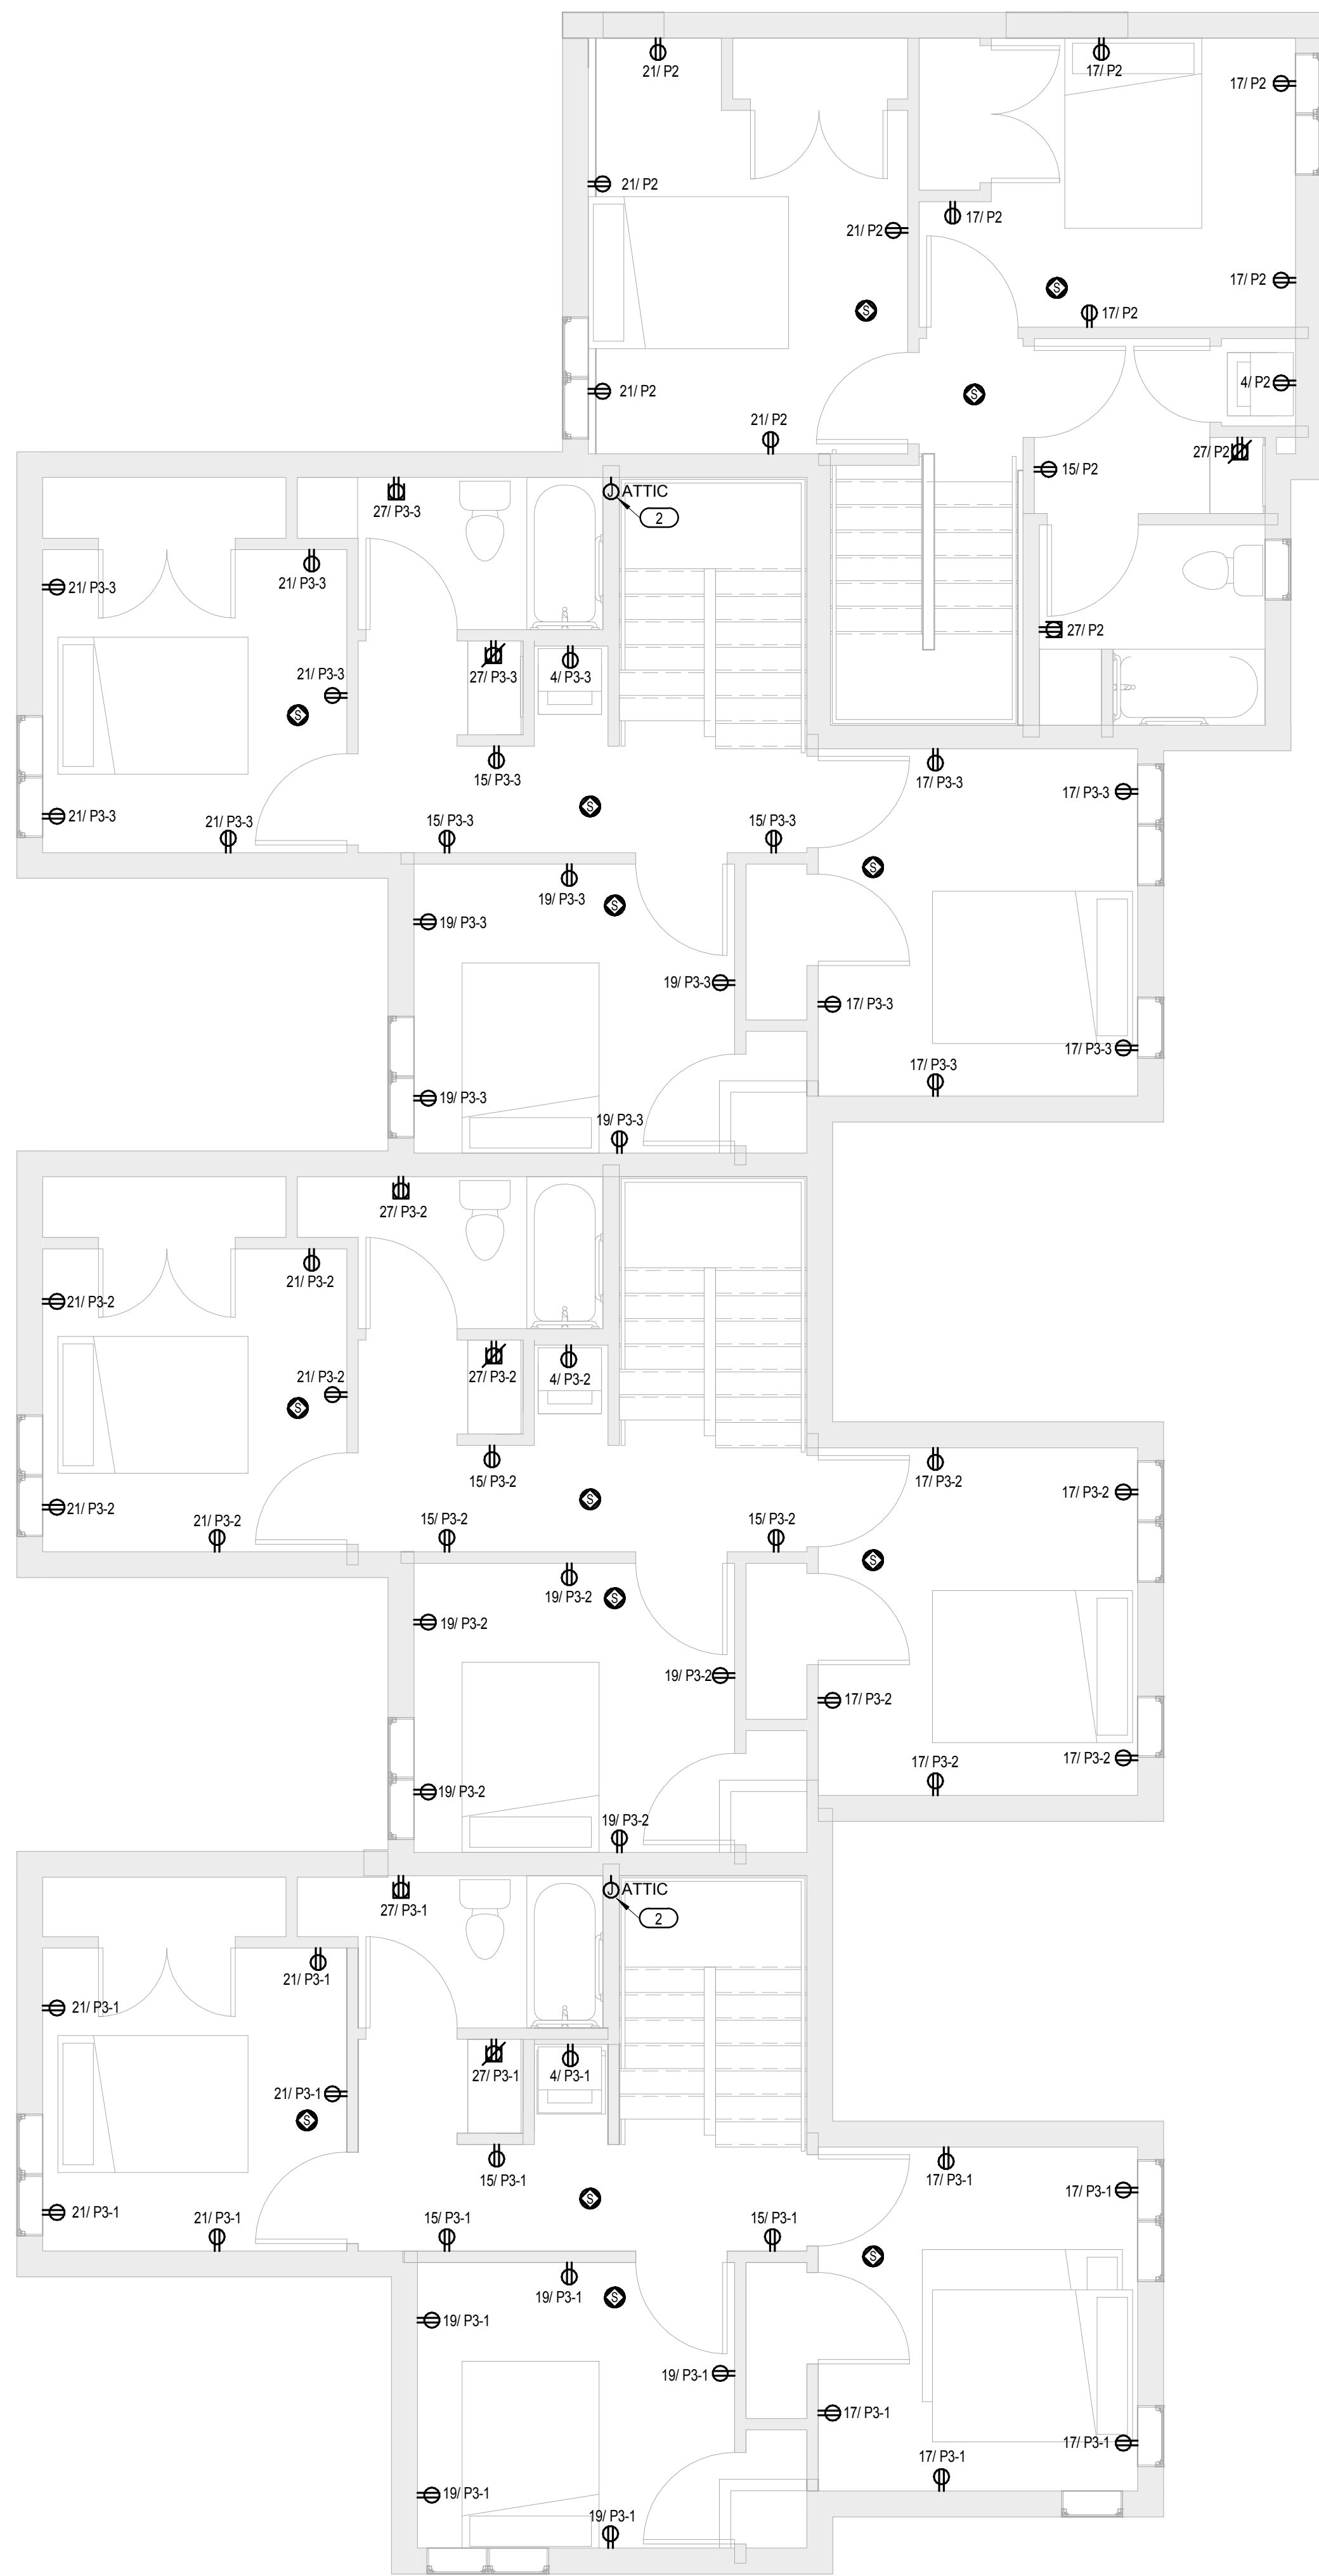 21/ P2
17/ P2
17/ P2
21/ P2
17/ P2
21/ P2
17/ P2
S
S
17/ P2
4/ P2
21/ P2
S
21/ P2
27/ P2
15/ P2
J ATTIC
27/ P3-3
2
21/ P3-3
21/ P3-3
27/ P2
27/ P3-3
4/ P3-3
21/ P3-3
S
15/ P3-3
17/ P3-3
17/ P3-3
S
21/ P3-3
21/ P3-3
15/ P3-3
15/ P3-3
S
19/ P3-3
S
19/ P3-3
19/ P3-3
17/ P3-3
17/ P3-3
17/ P3-3
19/ P3-3
19/ P3-3
27/ P3-2
21/ P3-2
21/ P3-2
27/ P3-2
4/ P3-2
21/ P3-2
S
15/ P3-2
17/ P3-2
17/ P3-2
S
21/ P3-2
21/ P3-2
15/ P3-2
15/ P3-2
S
19/ P3-2
S
19/ P3-2
19/ P3-2
17/ P3-2
17/ P3-2
17/ P3-2
19/ P3-2
19/ P3-2
J ATTIC
27/ P3-1
2
21/ P3-1
21/ P3-1
27/ P3-1
4/ P3-1
21/ P3-1
S
15/ P3-1
17/ P3-1
17/ P3-1
S
21/ P3-1
21/ P3-1
15/ P3-1
15/ P3-1
S
19/ P3-1
S
19/ P3-1
19/ P3-1
17/ P3-1
17/ P3-1
17/ P3-1
19/ P3-1
19/ P3-1